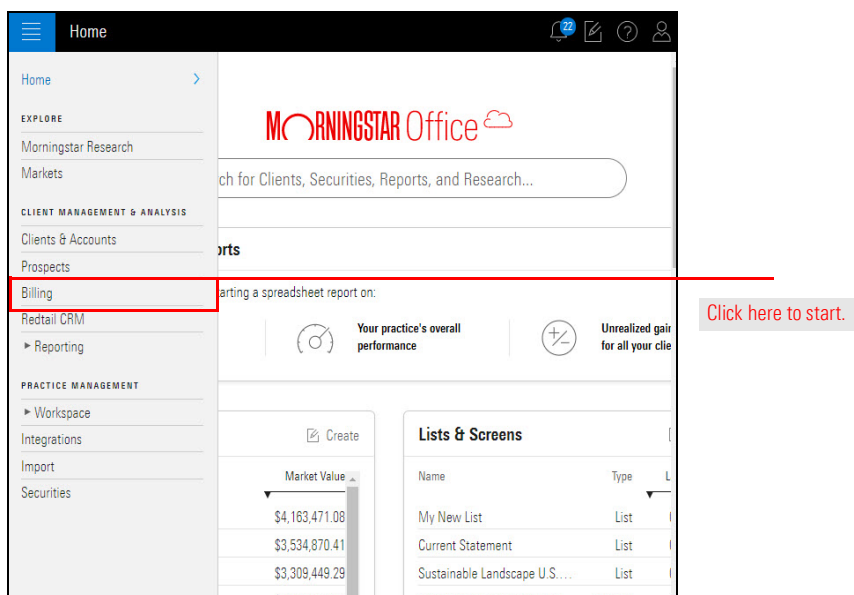 Home
22
Home
EXPLORE
Morningstar Research
Markets
CLIENT MANAGEMENT & ANALYSIS
Clients & Accounts
Prospects
Billing
Redtail CRM
Reporting
PRACTICE MANAGEMENT
Workspace
Integrations
Import
Securities
MORNINGSTAR Office
ch for Clients, Securities, Reports, and Research...
orts
arting a spreadsheet report on:
Your practice's overall
performance
Unrealized gair
for all your clie
Create
Market Value
$4,163,471.08
$3,534,870.41
$3,309,449.29
Lists & Screens
Name Type L
My New List List
Current Statement List
Sustainable Landscape U.S.... List
Click here to start.